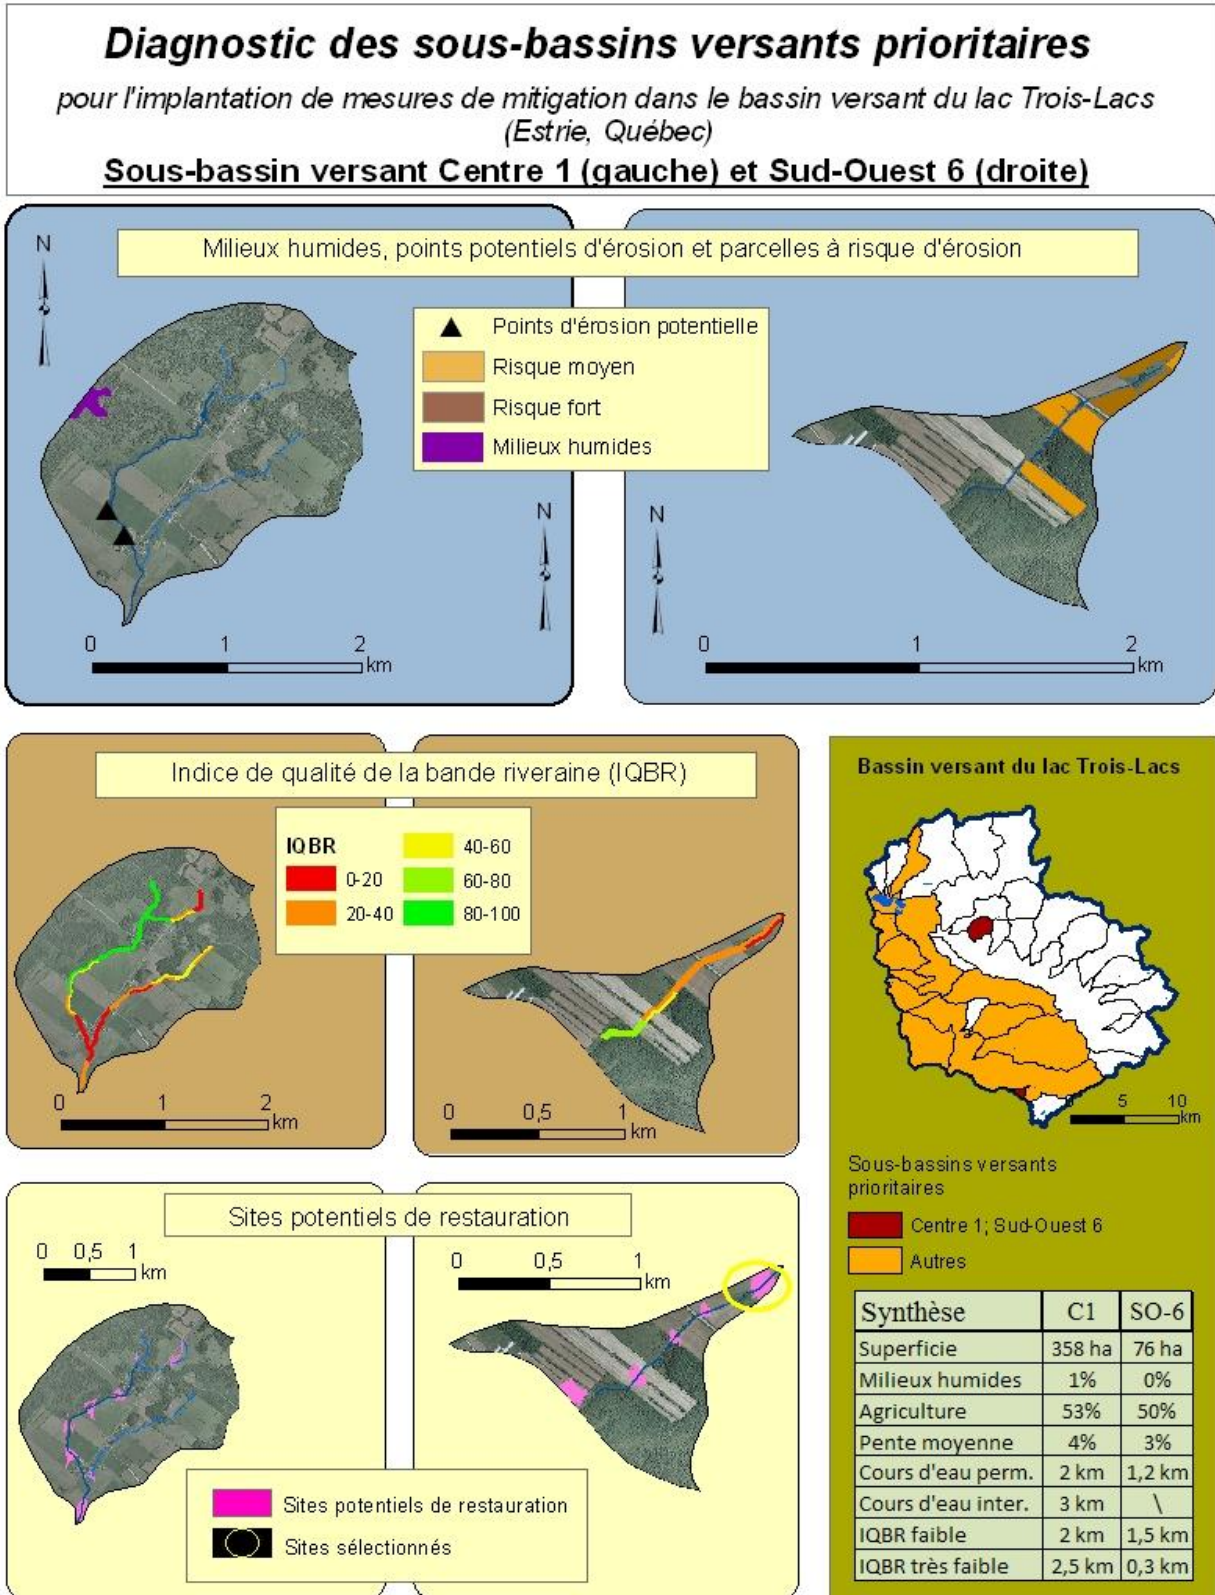 Diagnostic des sous-bassins versants prioritaires
pour l'implantation de mesures de mitigation dans le bassin versant du lac Trois-Lacs
(Estrie, Québec)
Sous-bassin versant Centre 1 (gauche) et Sud-Ouest 6 (droite)
Milieux humides, points potentiels d'érosion et parcelles à risque d'érosion
N
Points d'érosion potentielle
Risque moyen
Risque fort
Milieux humides
N
N
0 1 2
km
0 1 2
km
Indice de qualité de la bande riveraine (IQBR)
IQBR
0-20
20-40
40-60
60-80
80-100
0 1 2
km
0 0,5 1
km
Bassin versant du lac Trois-Lacs
5 10
km
Sous-bassins versants
prioritaires
Centre 1; Sud-Ouest 6
Autres
Sites potentiels de restauration
0 0,5 1
km
0 0,5 1
km
Sites potentiels de restauration
Sites sélectionnés
Synthèse C1 SO-6
Superficie 358 ha 76 ha
Milieux humides 1% 0%
Agriculture 53% 50%
Pente moyenne 4% 3%
Cours d'eau perm. 2 km 1,2 km
Cours d'eau inter. 3 km \
IQBR faible 2 km 1,5 km
IQBR très faible 2,5 km 0,3 km